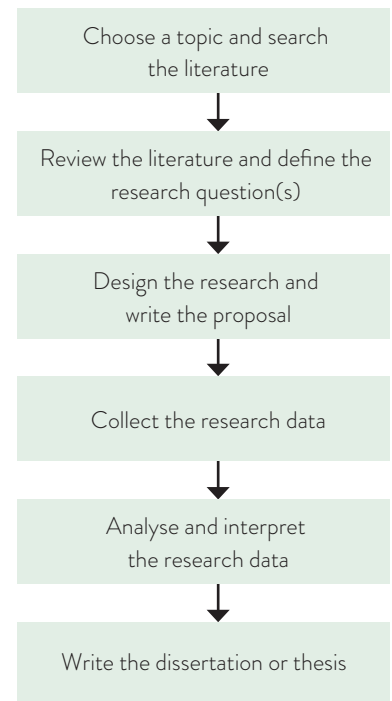 Choose a topic and search
the literature
Review the literature and define the
research question(s)
Design the research and
write the proposal
Collect the research data
Analyse and interpret
the research data
Write the dissertation or thesis